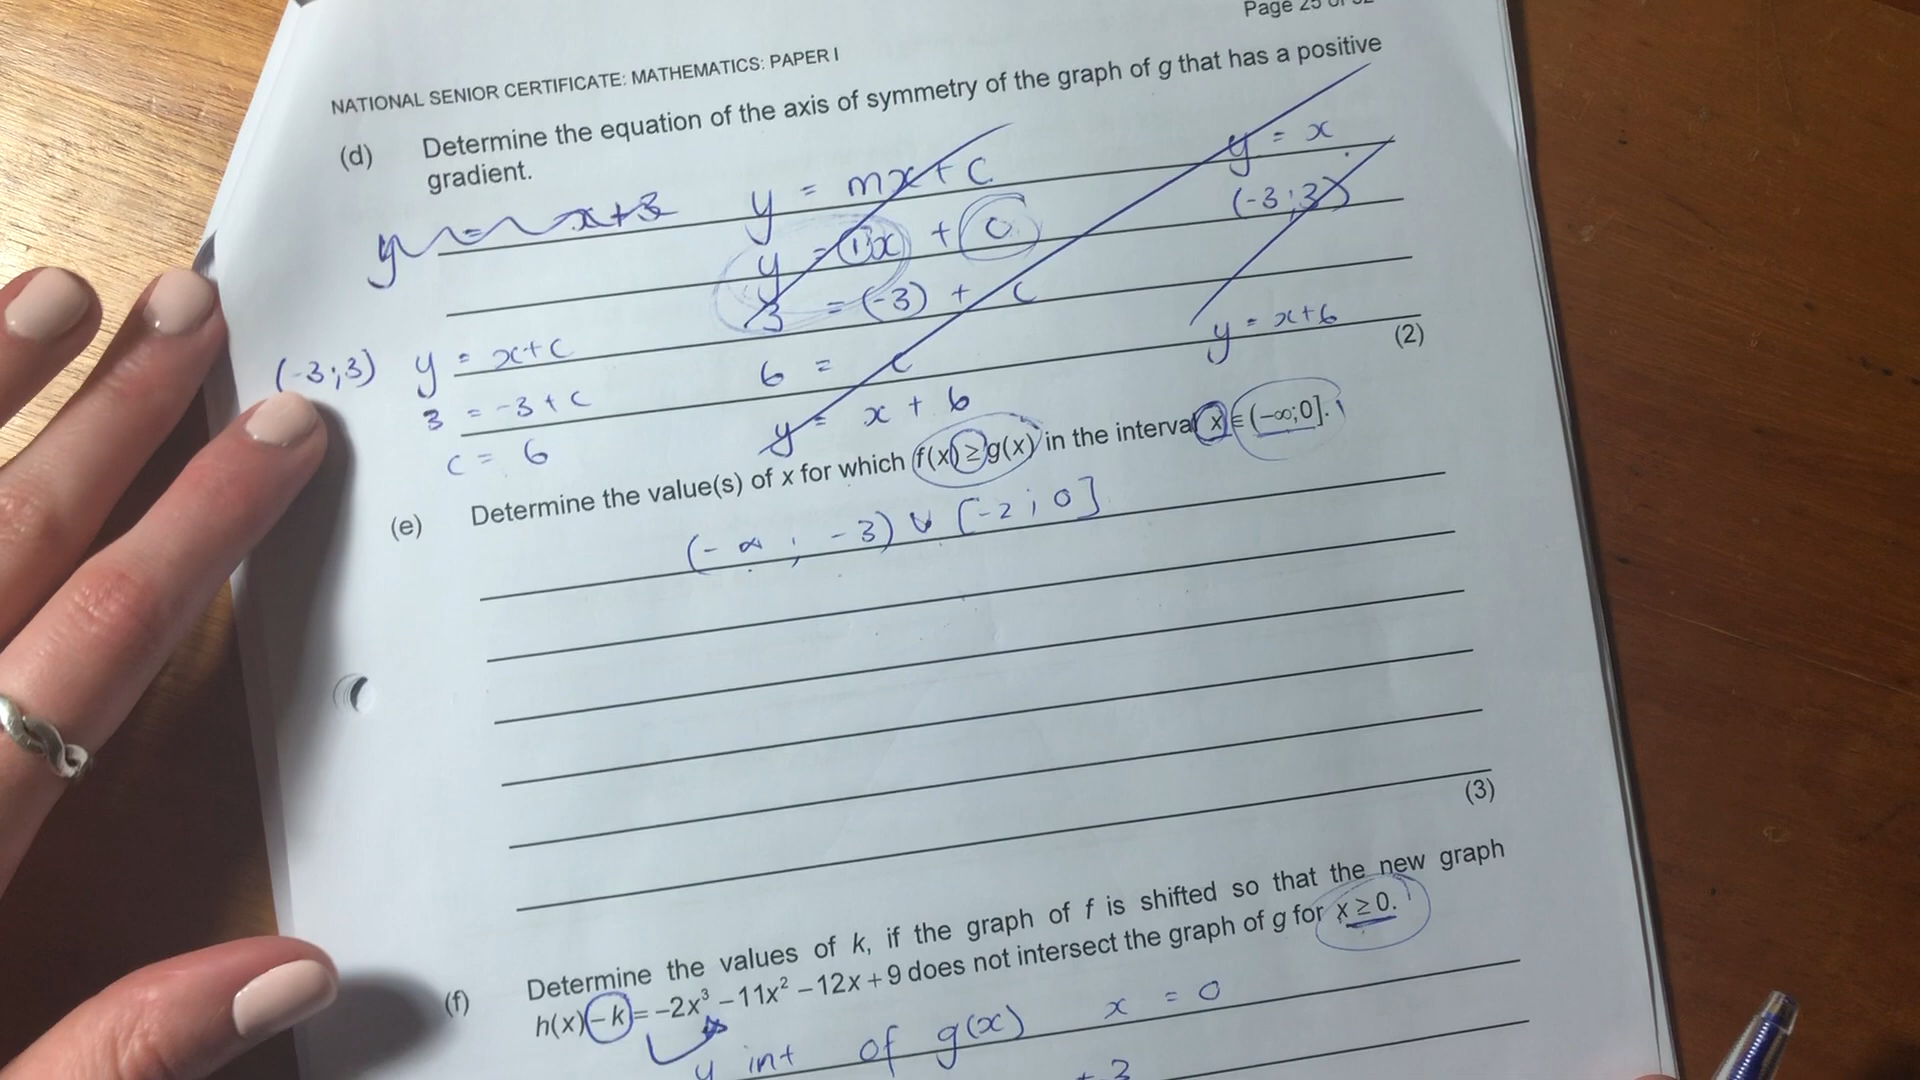 Page 25 of 32
NATIONAL SENIOR CERTIFICATE: MATHEMATICS: PAPER I
(d) Determine the equation of the axis of symmetry of the graph of g that has a positive
gradient.
y = x+3
y = mx + c
y = x
(-3;3)
y = 1x + 0
3 = (-3) + c
y = x+6
(2)
(-3;3) y = x+c
6 = c
3 = -3 + c
y = x + 6
c = 6
(e) Determine the value(s) of x for which f(x) ≥ g(x) in the interval x ∈ (-∞;0].
(-∞ ; -3) ∪ [-2 ; 0]
(3)
(f) Determine the values of k, if the graph of f is shifted so that the new graph
h(x) – k = –2x³ – 11x² – 12x + 9 does not intersect the graph of g for x ≥ 0.
y int of g(x) x = 0
+ 3